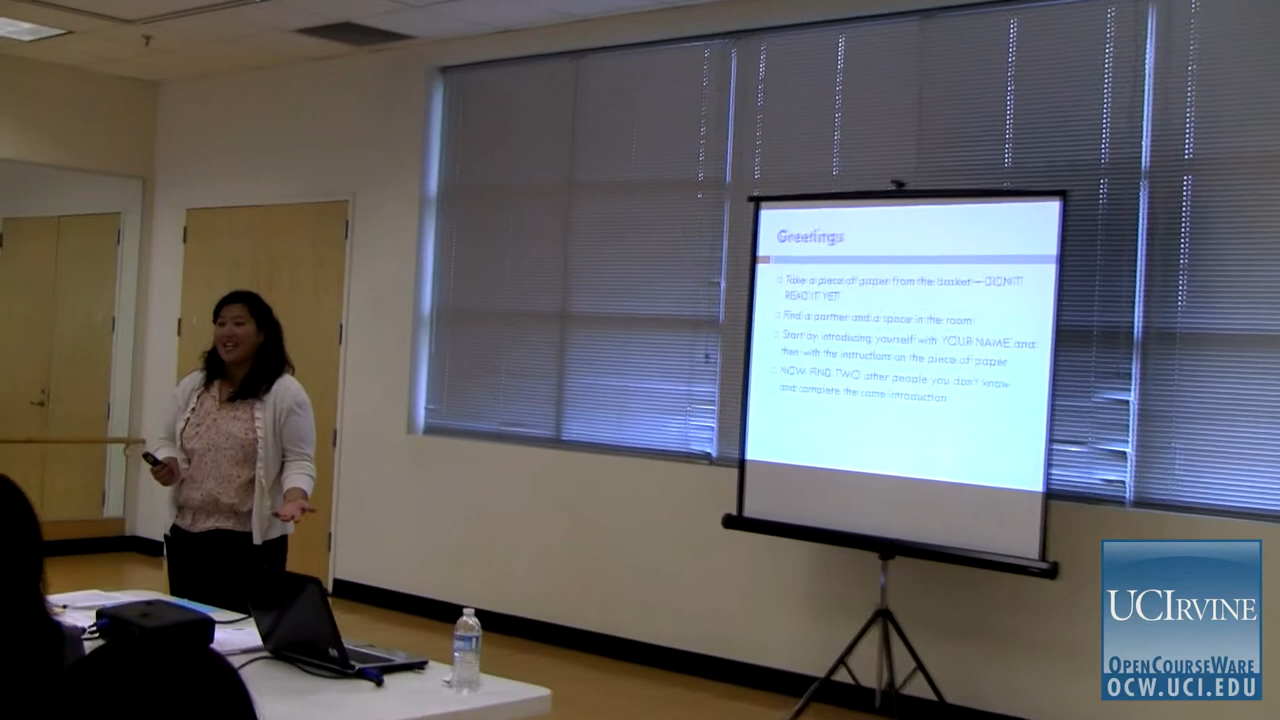 Greetings
Take a piece of paper from the basket – DON'T
READ IT YET!
Find a partner and a space in the room
Start by introducing yourself with YOUR NAME and
then with the instructions on the piece of paper
NOW FIND TWO other people you don't know
and complete the same introduction
UCIRVINE
OPENCOURSEWARE
OCW.UCI.EDU